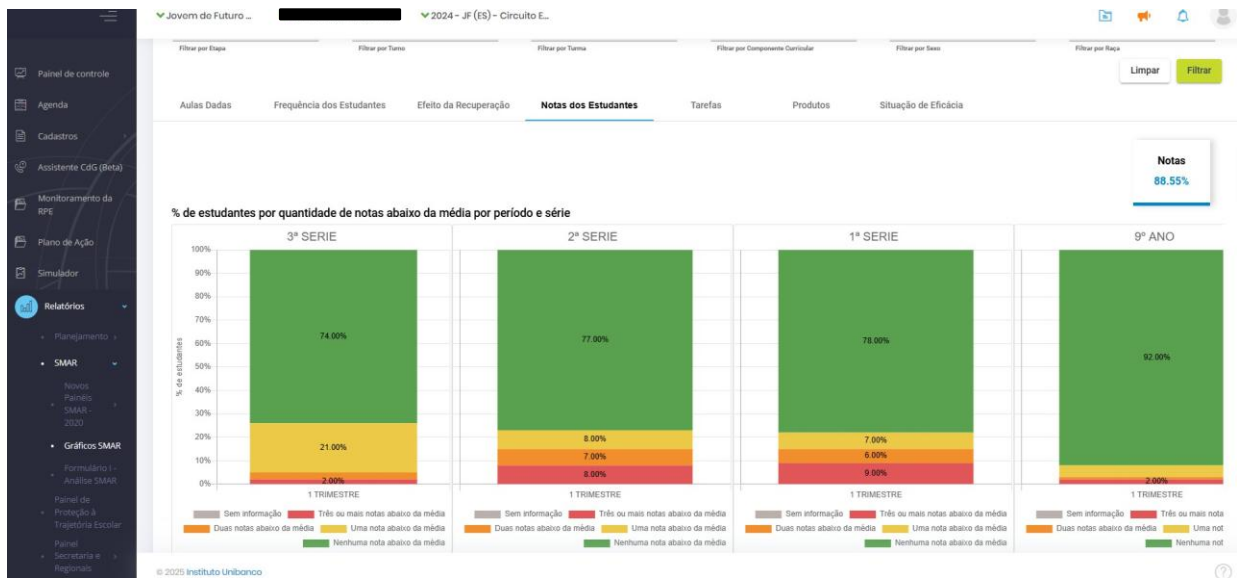 Jovem de Futuro ...
2024 - JF (ES) - Circuito E...
Filtrar por Etapa
Filtrar por Turno
Filtrar por Turma
Filtrar por Componente Curricular
Filtrar por Sexo
Filtrar por Raça
Limpar
Filtrar
Painel de controle
Agenda
Cadastros
Assistente CdG (Beta)
Monitoramento da
RPE
Plano de Ação
Simulador
Relatórios
Planejamento
SMAR
Novos
Painéis
SMAR -
2020
Gráficos SMAR
Formulário I -
Análise SMAR
Painel de
Proteção à
Trajetória Escolar
Painel
Secretaria e
Regionais
Aulas Dadas
Frequência dos Estudantes
Efeito da Recuperação
Notas dos Estudantes
Tarefas
Produtos
Situação de Eficácia
Notas
88.55%
% de estudantes por quantidade de notas abaixo da média por período e série
% de estudantes
100%
90%
80%
70%
60%
50%
40%
30%
20%
10%
0%
3ª SERIE
74.00%
21.00%
2.00%
1 TRIMESTRE
Sem informação Três ou mais notas abaixo da média
Duas notas abaixo da média Uma nota abaixo da média
Nenhuma nota abaixo da média
2ª SERIE
77.00%
8.00%
7.00%
8.00%
1 TRIMESTRE
Sem informação Três ou mais notas abaixo da média
Duas notas abaixo da média Uma nota abaixo da média
Nenhuma nota abaixo da média
1ª SERIE
78.00%
7.00%
6.00%
9.00%
1 TRIMESTRE
Sem informação Três ou mais notas abaixo da média
Duas notas abaixo da média Uma nota abaixo da média
Nenhuma nota abaixo da média
9º ANO
92.00%
2.00%
1 TRIMESTRE
Sem informação Três ou mais nota
Duas notas abaixo da média Uma not
Nenhuma not
© 2025 Instituto Unibanco